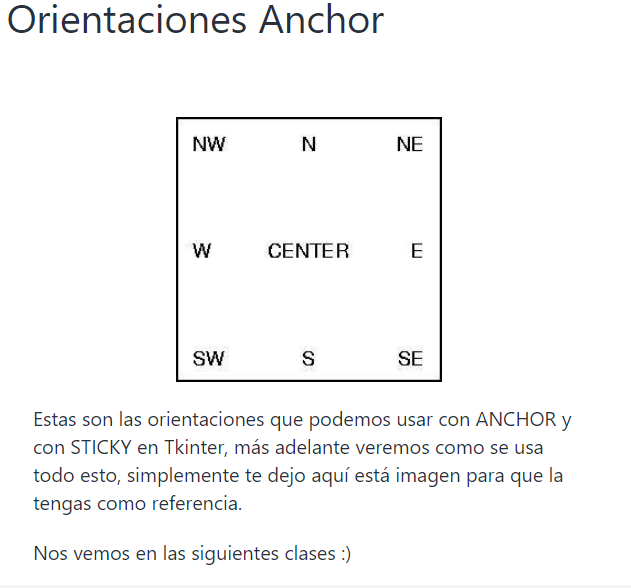 Orientaciones Anchor
NW N NE
W CENTER E
SW S SE
Estas son las orientaciones que podemos usar con ANCHOR y
con STICKY en Tkinter, más adelante veremos como se usa
todo esto, simplemente te dejo aquí está imagen para que la
tengas como referencia.
Nos vemos en las siguientes clases :)